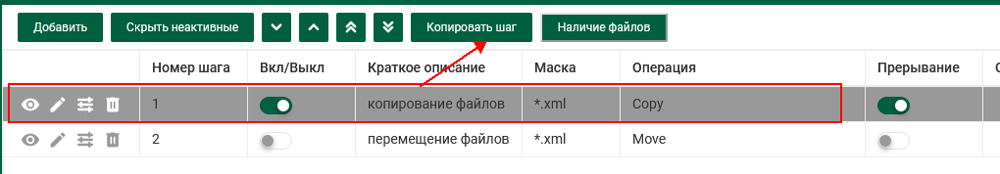 Добавить Скрыть неактивные Копировать шаг Наличие файлов
Номер шага Вкл/Выкл Краткое описание Маска Операция Прерывание
1 копирование файлов *.xml Copy
2 перемещение файлов *.xml Move